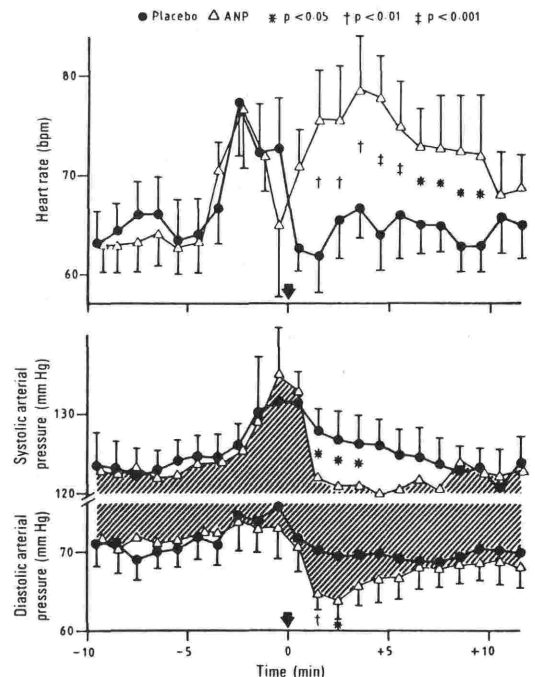 ● Placebo △ ANP * p<0.05 † p<0.01 ‡ p<0.001
Heart rate (bpm)
80
70
60
† † † ‡ ‡ * * * *
Systolic arterial
pressure (mm Hg)
130
120
* * *
Diastolic arterial
pressure (mm Hg)
70
60
† *
-10 -5 0 +5 +10
Time (min)